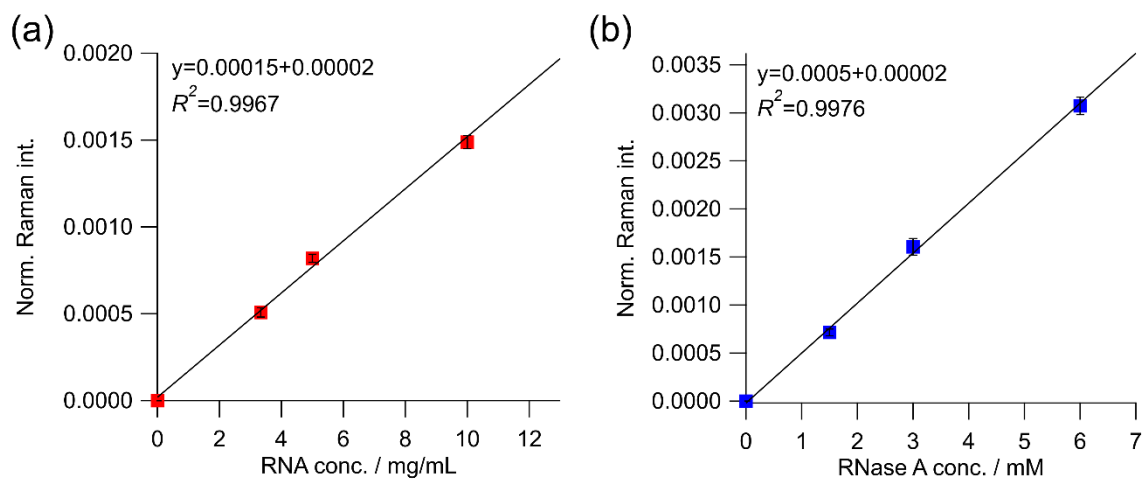 (a)
y=0.00015+0.00002
R²=0.9967
Norm. Raman int.
0.0020
0.0015
0.0010
0.0005
0.0000
0 2 4 6 8 10 12
RNA conc. / mg/mL
(b)
y=0.0005+0.00002
R²=0.9976
Norm. Raman int.
0.0035
0.0030
0.0025
0.0020
0.0015
0.0010
0.0005
0.0000
0 1 2 3 4 5 6 7
RNase A conc. / mM